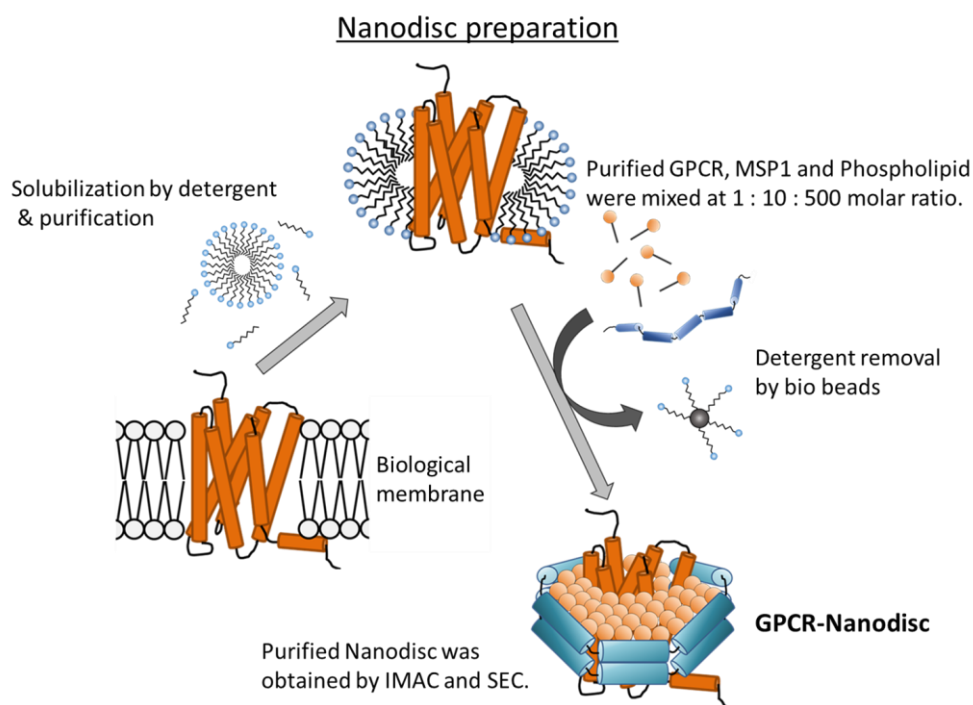 Nanodisc preparation
Solubilization by detergent
& purification
Purified GPCR, MSP1 and Phospholipid
were mixed at 1 : 10 : 500 molar ratio.
Detergent removal
by bio beads
Biological
membrane
GPCR-Nanodisc
Purified Nanodisc was
obtained by IMAC and SEC.